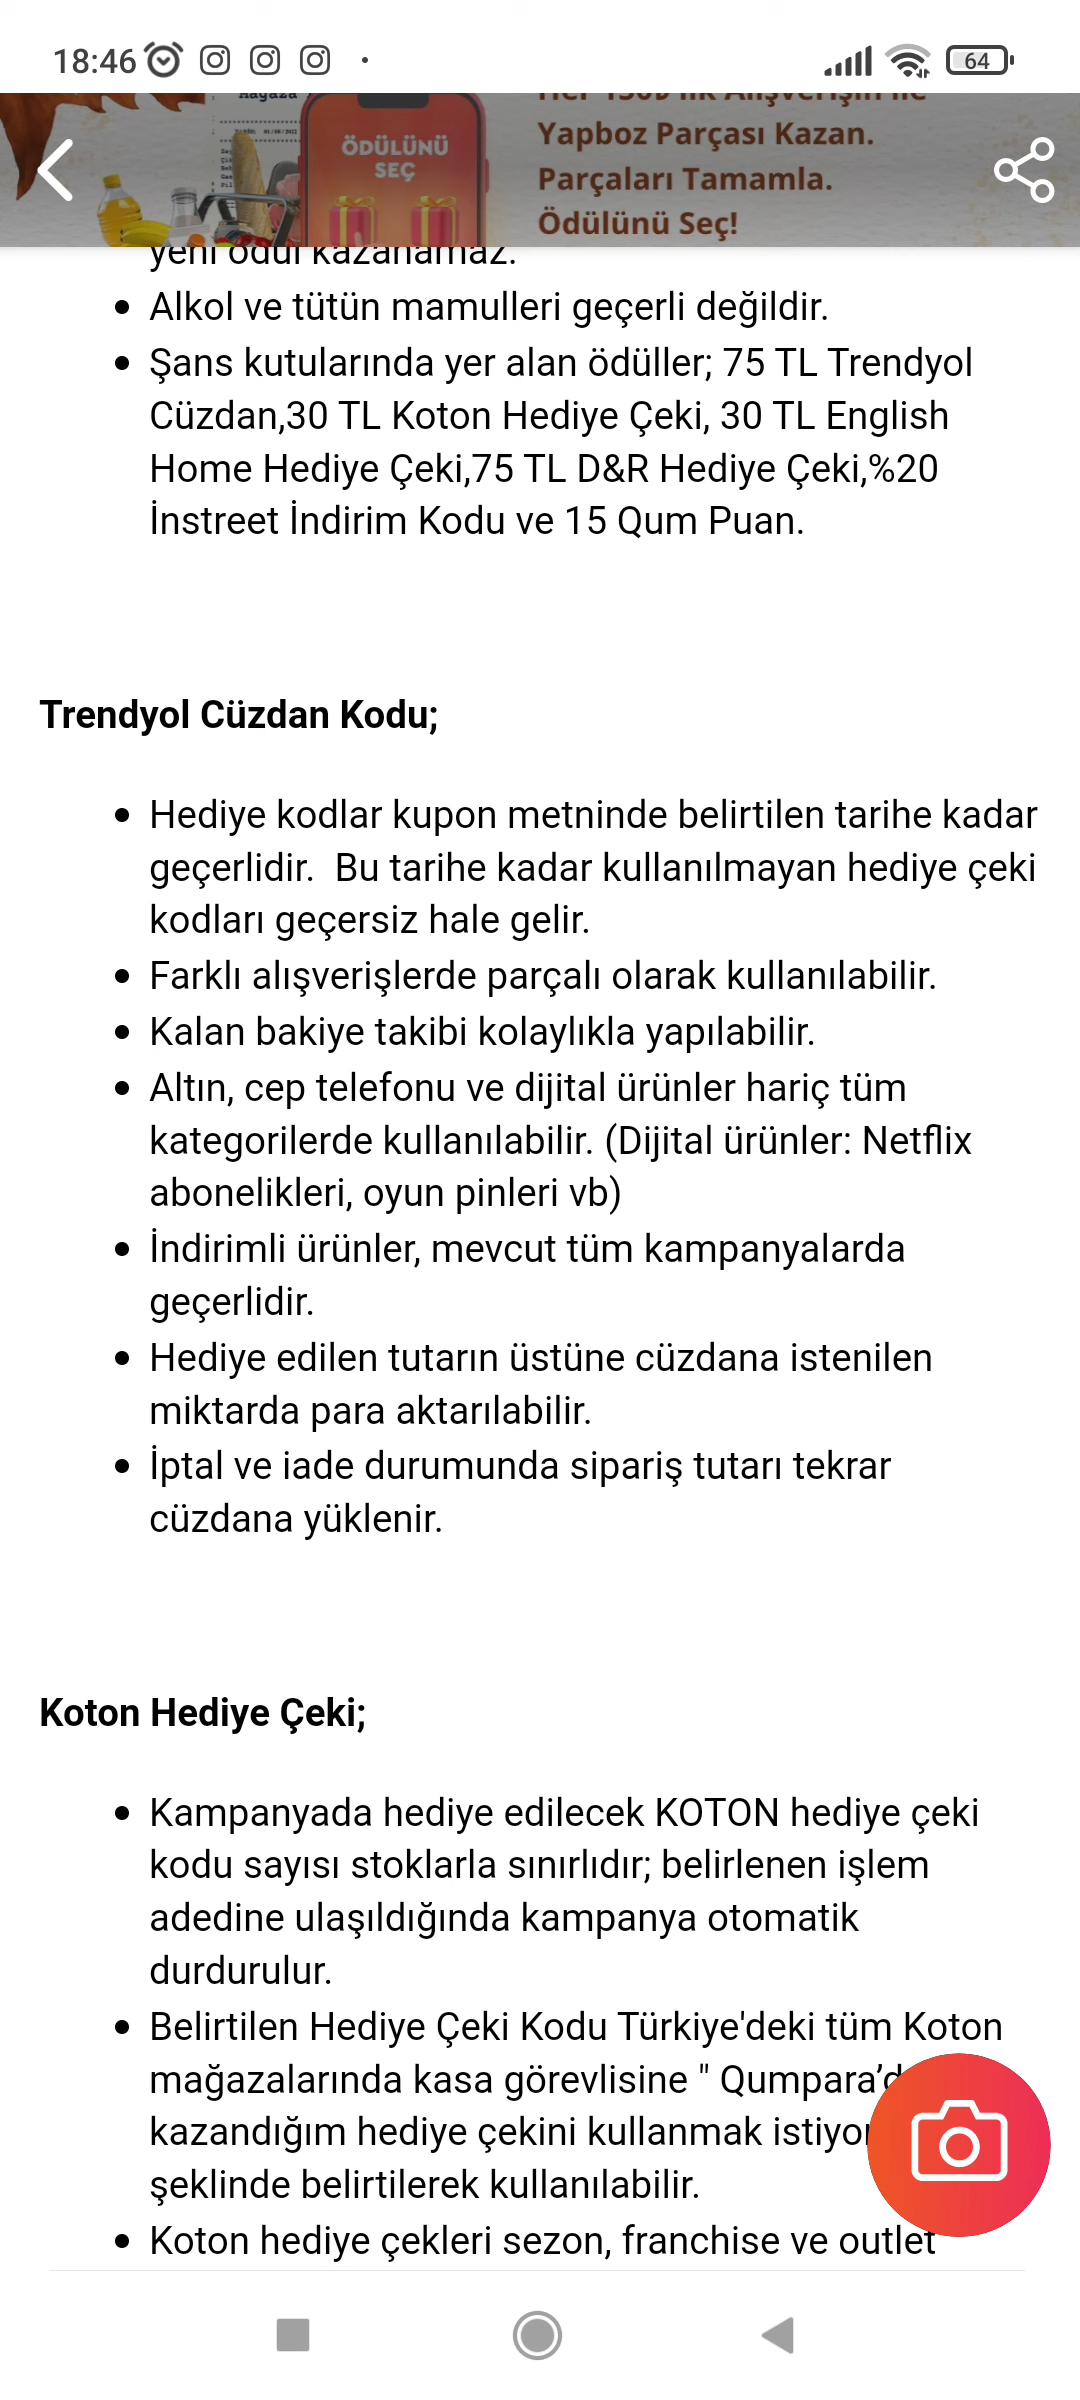 18:46
64
Mağaza
ÖDÜLÜNÜ
SEÇ
Yapboz Parçası Kazan.
Parçaları Tamamla.
Ödülünü Seç!
yeni ödül kazanamaz.
Alkol ve tütün mamulleri geçerli değildir.
Şans kutularında yer alan ödüller; 75 TL Trendyol
Cüzdan,30 TL Koton Hediye Çeki, 30 TL English
Home Hediye Çeki,75 TL D&R Hediye Çeki,%20
İnstreet İndirim Kodu ve 15 Qum Puan.
Trendyol Cüzdan Kodu;
Hediye kodlar kupon metninde belirtilen tarihe kadar
geçerlidir.  Bu tarihe kadar kullanılmayan hediye çeki
kodları geçersiz hale gelir.
Farklı alışverişlerde parçalı olarak kullanılabilir.
Kalan bakiye takibi kolaylıkla yapılabilir.
Altın, cep telefonu ve dijital ürünler hariç tüm
kategorilerde kullanılabilir. (Dijital ürünler: Netflix
abonelikleri, oyun pinleri vb)
İndirimli ürünler, mevcut tüm kampanyalarda
geçerlidir.
Hediye edilen tutarın üstüne cüzdana istenilen
miktarda para aktarılabilir.
İptal ve iade durumunda sipariş tutarı tekrar
cüzdana yüklenir.
Koton Hediye Çeki;
Kampanyada hediye edilecek KOTON hediye çeki
kodu sayısı stoklarla sınırlıdır; belirlenen işlem
adedine ulaşıldığında kampanya otomatik
durdurulur.
Belirtilen Hediye Çeki Kodu Türkiye'deki tüm Koton
mağazalarında kasa görevlisine " Qumpara’d
kazandığım hediye çekini kullanmak istiyor
şeklinde belirtilerek kullanılabilir.
Koton hediye çekleri sezon, franchise ve outlet